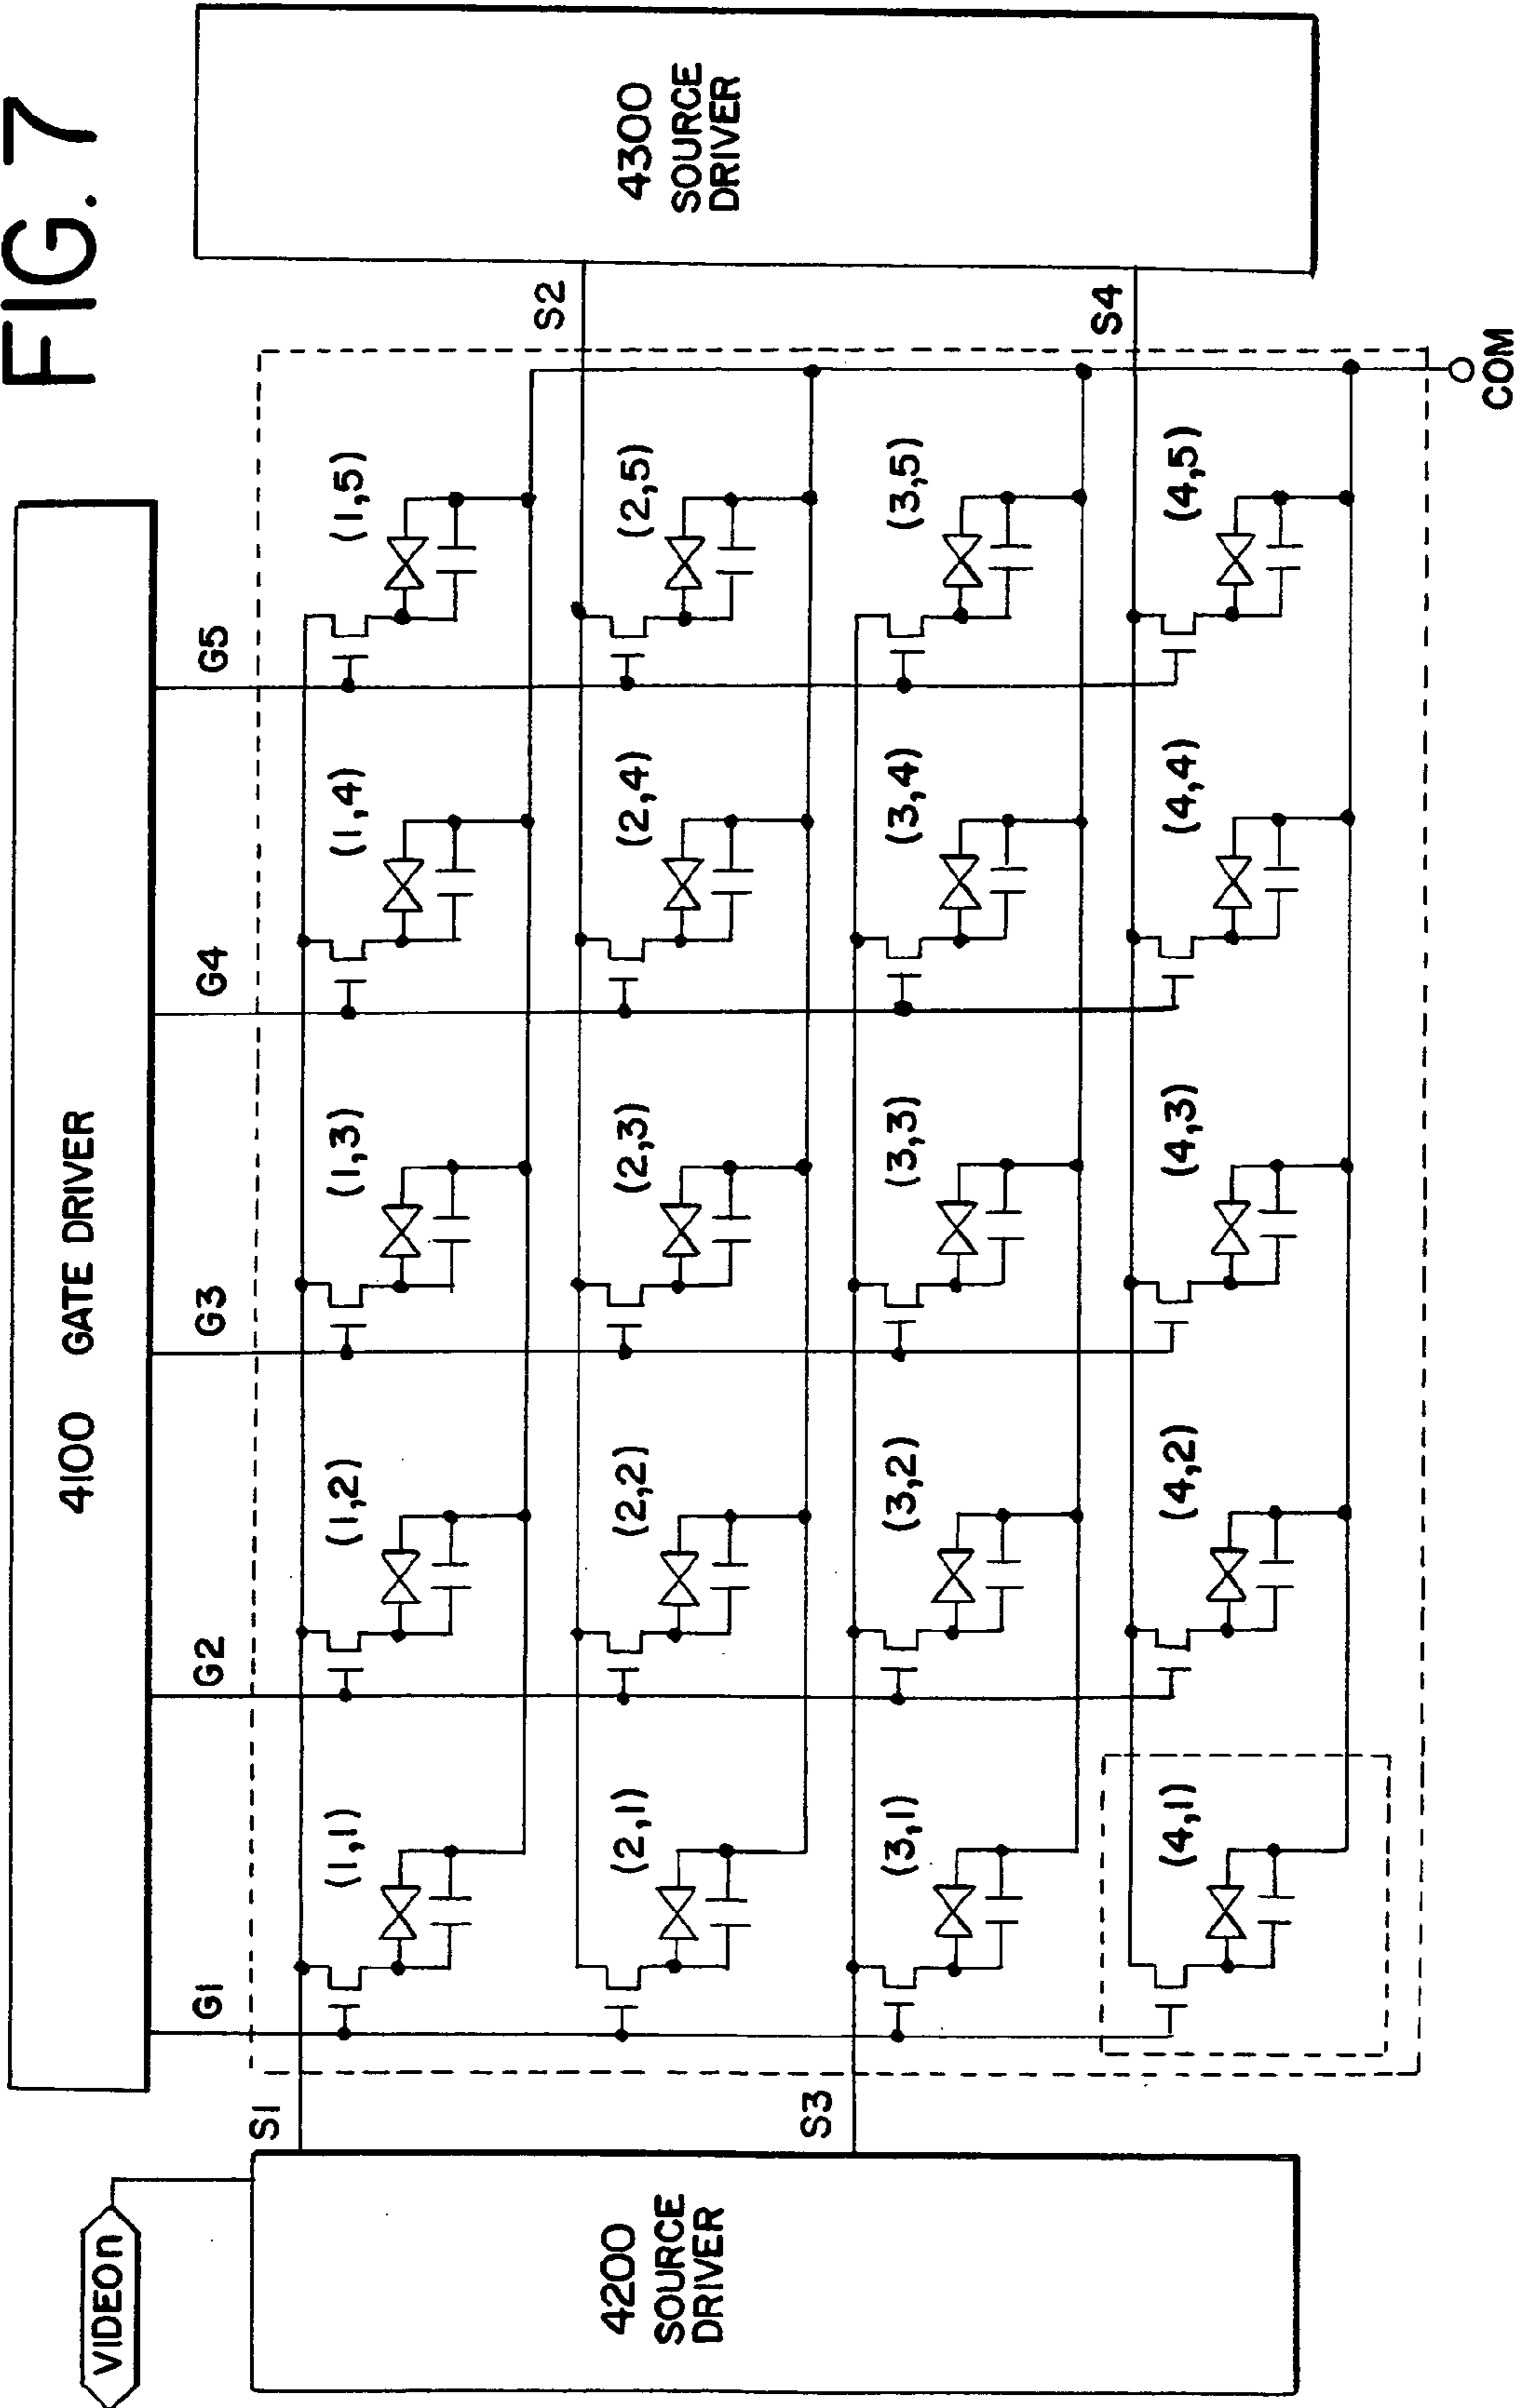 FIG. 7
4100 GATE DRIVER
VIDEOn
4200
SOURCE
DRIVER
4300
SOURCE
DRIVER
G1
G2
G3
G4
G5
S1
(1,1)
(1,2)
(1,3)
(1,4)
(1,5)
S2
(2,1)
(2,2)
(2,3)
(2,4)
(2,5)
S3
(3,1)
(3,2)
(3,3)
(3,4)
(3,5)
S4
(4,1)
(4,2)
(4,3)
(4,4)
(4,5)
COM